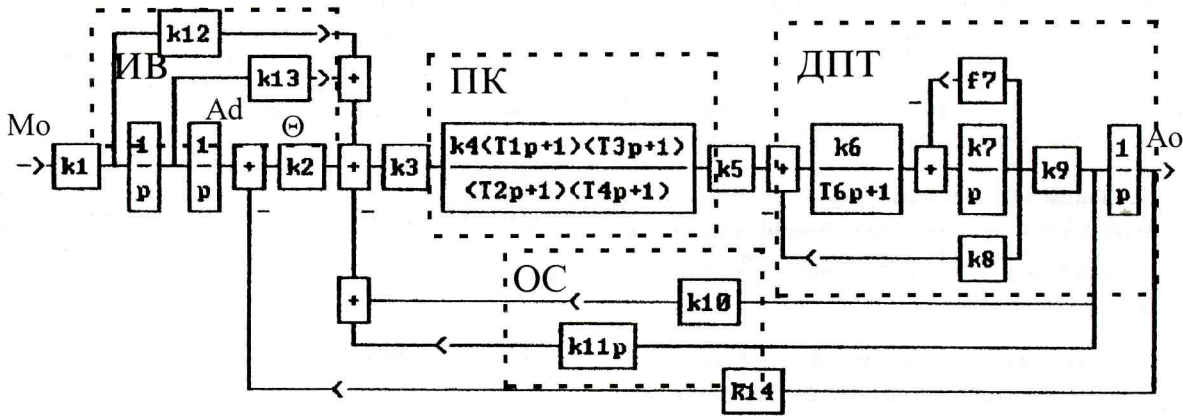 k12
ИВ
k13
+
ПК
ДПТ
f7
Mo
k1
1
p
Ad
1
p
+
Θ
k2
+
k3
k4(T1p+1)(T3p+1)
(T2p+1)(T4p+1)
k5
+
k6
T6p+1
+
k7
p
k9
1
p
Ao
k8
ОС
+
k10
k11p
k14